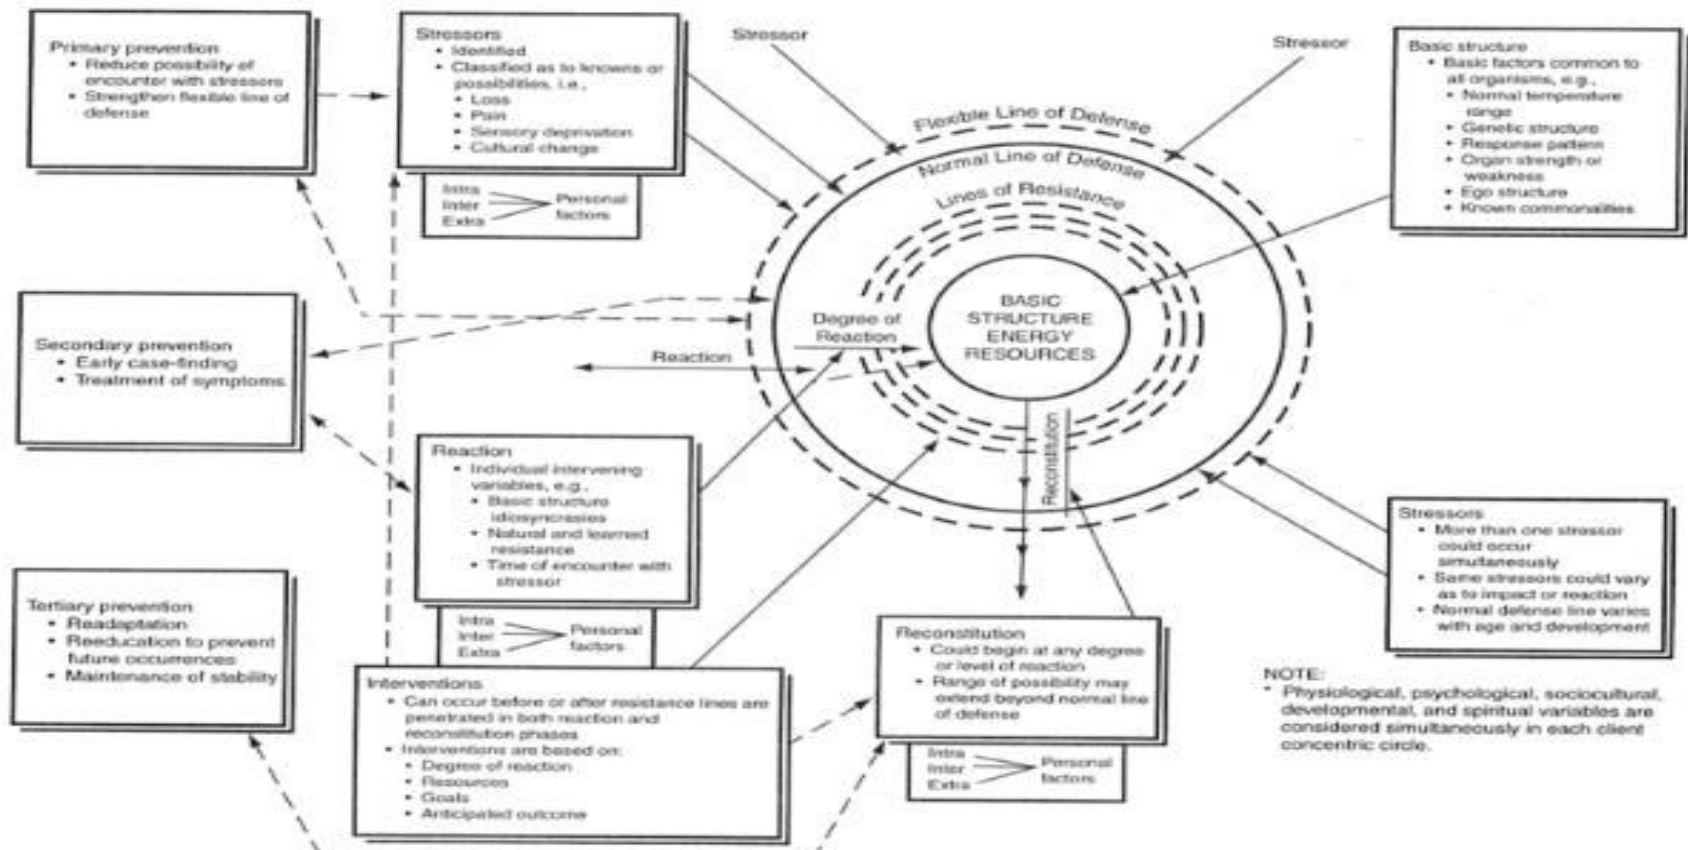 Primary prevention
• Reduce possibility of
encounter with stressors
• Strengthen flexible line of
defense
Stressors
• Identified
• Classified as to knowns or
possibilities, i.e.,
• Loss
• Pain
• Sensory deprivation
• Cultural change
Intra
Inter
Extra
Personal
factors
Stressor
Stressor
Basic structure
• Basic factors common to
all organisms, e.g.,
• Normal temperature
range
• Genetic structure
• Response pattern
• Organ strength or
weakness
• Ego structure
• Known commonalities
Flexible Line of Defense
Normal Line of Defense
Lines of Resistance
BASIC
STRUCTURE
ENERGY
RESOURCES
Degree of
Reaction
Reaction
Reconstitution
Secondary prevention
• Early case-finding
• Treatment of symptoms
Reaction
• Individual intervening
variables, e.g.,
• Basic structure
idiosyncrasies
• Natural and learned
resistance
• Time of encounter with
stressor
Intra
Inter
Extra
Personal
factors
Stressors
• More than one stressor
could occur
simultaneously
• Same stressors could vary
as to impact or reaction
• Normal defense line varies
with age and development
Tertiary prevention
• Readaptation
• Reeducation to prevent
future occurrences
• Maintenance of stability
Interventions
• Can occur before or after resistance lines are
penetrated in both reaction and
reconstitution phases
• Interventions are based on:
• Degree of reaction
• Resources
• Goals
• Anticipated outcome
Reconstitution
• Could begin at any degree
or level of reaction
• Range of possibility may
extend beyond normal line
of defense
Intra
Inter
Extra
Personal
factors
NOTE:
* Physiological, psychological, sociocultural,
developmental, and spiritual variables are
considered simultaneously in each client
concentric circle.